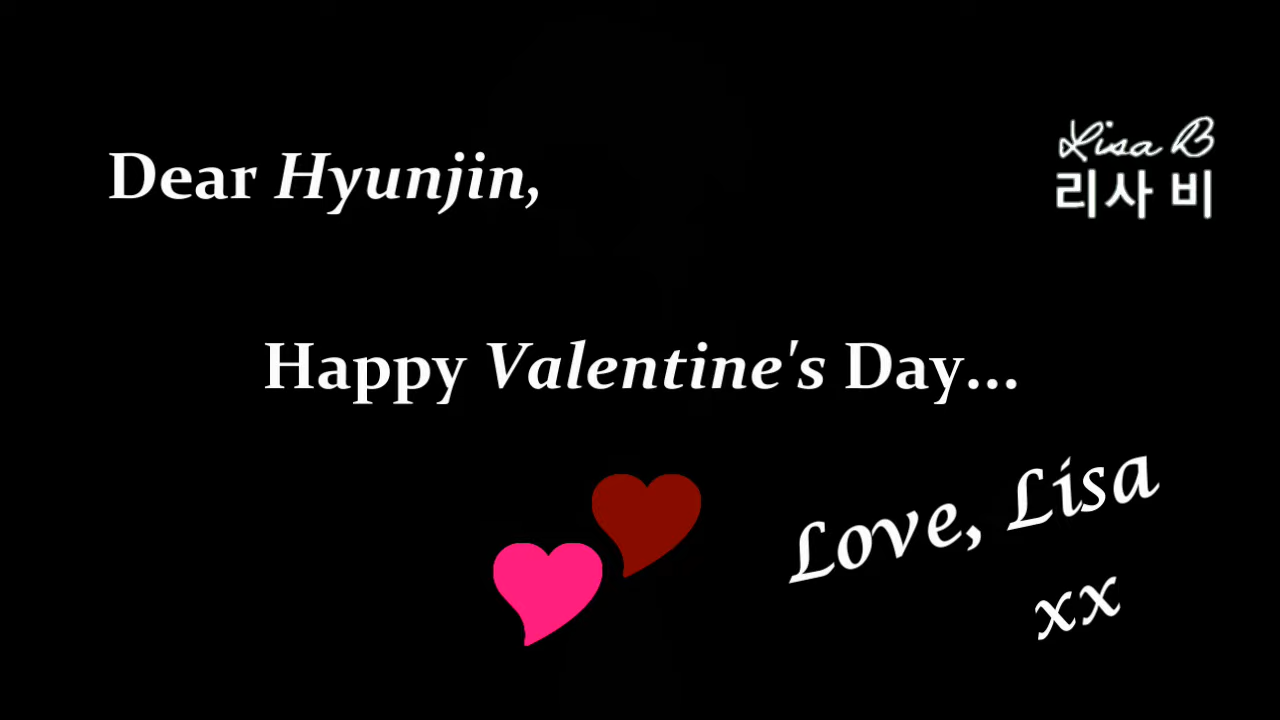 Dear Hyunjin,
Lisa B
리사 비
Happy Valentine's Day...
Love, Lisa
xx